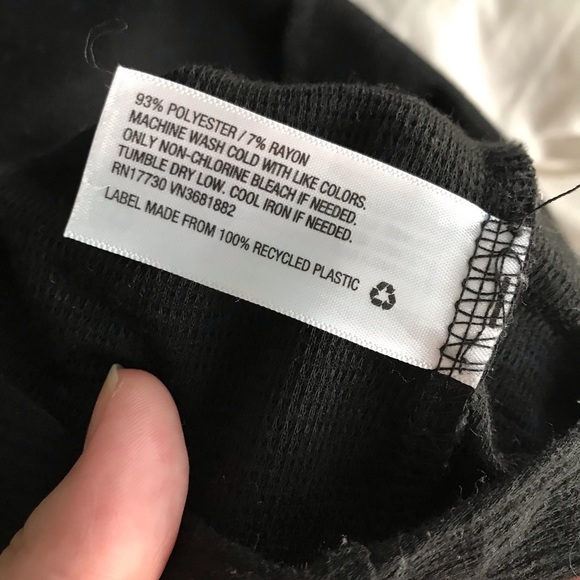 93% POLYESTER / 7% RAYON
MACHINE WASH COLD WITH LIKE COLORS.
ONLY NON-CHLORINE BLEACH IF NEEDED.
TUMBLE DRY LOW. COOL IRON IF NEEDED.
RN17730 VN3681882
LABEL MADE FROM 100% RECYCLED PLASTIC